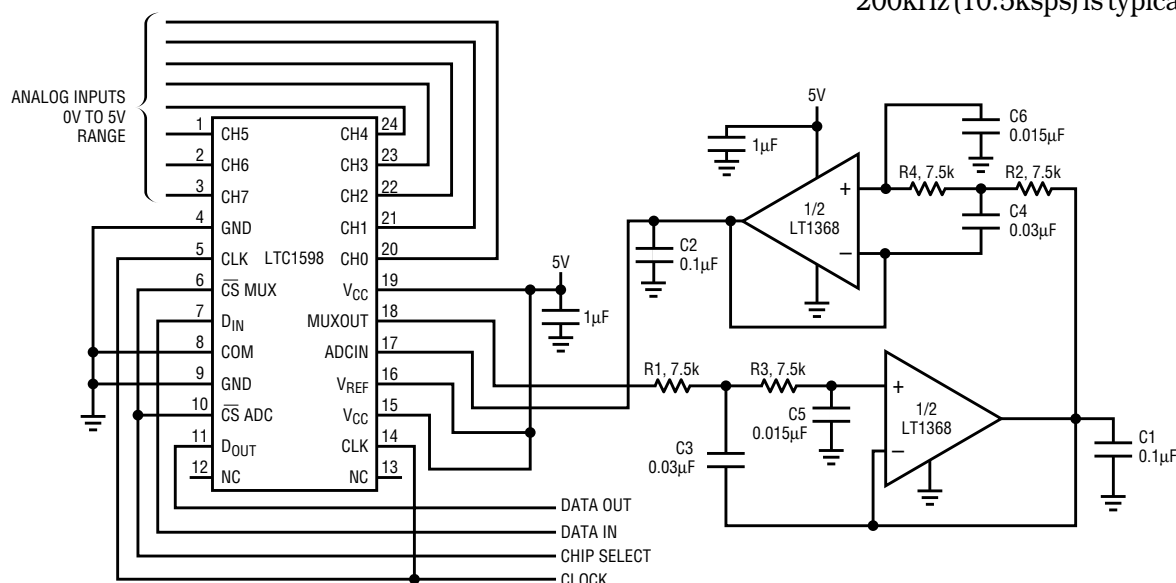 200kHz (10.5ksps) is typica
ANALOG INPUTS
0V TO 5V
RANGE
1 CH5 CH4 24
2 CH6 CH3 23
3 CH7 CH2 22
4 GND CH1 21
5 CLK LTC1598 CH0 20
6 CS MUX VCC 19
7 DIN MUXOUT 18
8 COM ADCIN 17
9 GND VREF 16
10 CS ADC VCC 15
11 DOUT CLK 14
12 NC NC 13
5V
1µF
5V
1µF
C6
0.015µF
R4, 7.5k
R2, 7.5k
+
1/2
LT1368
–
C4
0.03µF
C2
0.1µF
R1, 7.5k
R3, 7.5k
+
1/2
LT1368
–
C5
0.015µF
C3
0.03µF
C1
0.1µF
DATA OUT
DATA IN
CHIP SELECT
CLOCK